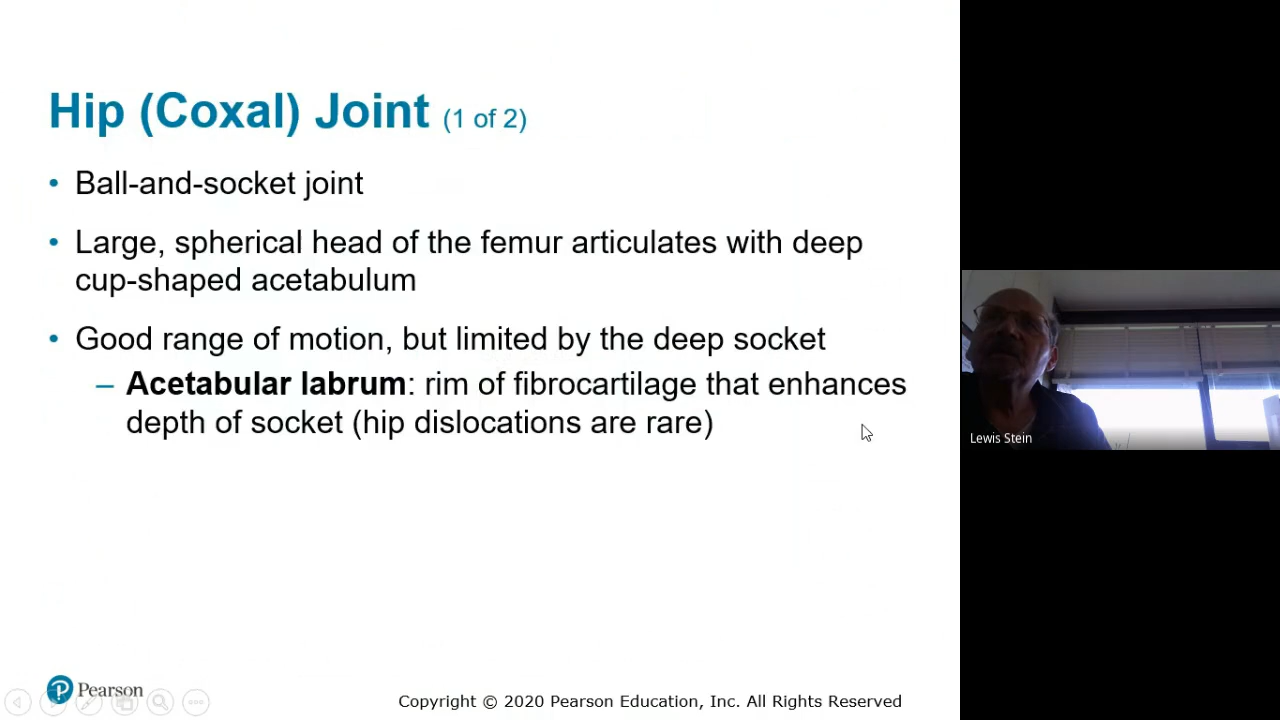 Hip (Coxal) Joint (1 of 2)
• Ball-and-socket joint
• Large, spherical head of the femur articulates with deep
cup-shaped acetabulum
• Good range of motion, but limited by the deep socket
– Acetabular labrum: rim of fibrocartilage that enhances
depth of socket (hip dislocations are rare)
Lewis Stein
Pearson
Copyright © 2020 Pearson Education, Inc. All Rights Reserved